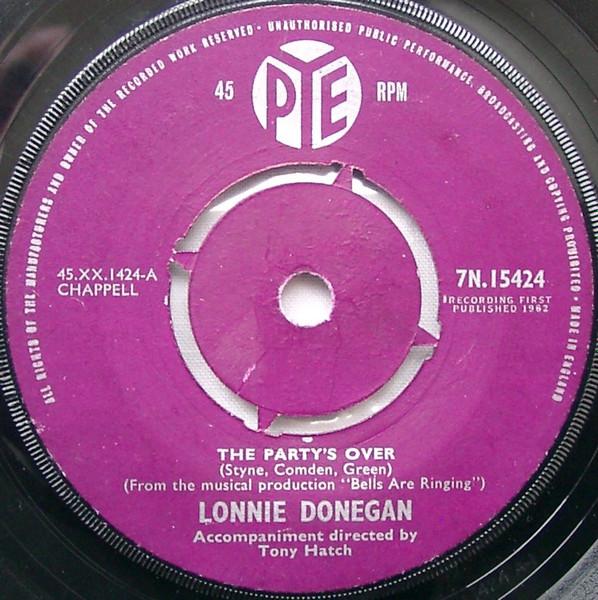 ALL RIGHTS OF THE MANUFACTURERS AND OWNER OF THE RECORDED WORK RESERVED · UNAUTHORISED PUBLIC PERFORMANCE, BROADCASTING AND COPYING PROHIBITED · MADE IN ENGLAND
PYE
45 RPM
45.XX.1424-A
CHAPPELL
7N.15424
RECORDING FIRST
PUBLISHED 1962
THE PARTY'S OVER
(Styne, Comden, Green)
(From the musical production "Bells Are Ringing")
LONNIE DONEGAN
Accompaniment directed by
Tony Hatch